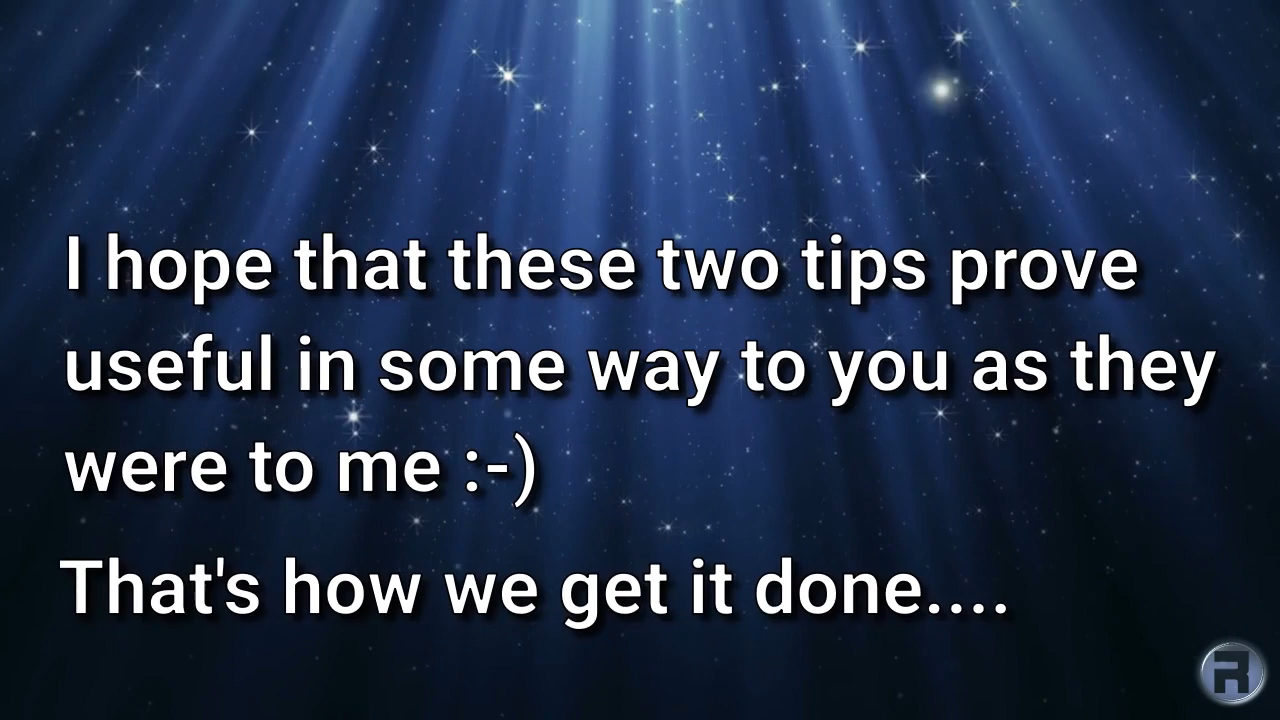 I hope that these two tips prove
useful in some way to you as they
were to me :-)
That's how we get it done....
R